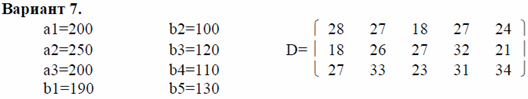 Вариант 7.
a1=200 b2=100 28 27 18 27 24
a2=250 b3=120 D= 18 26 27 32 21
a3=200 b4=110 27 33 23 31 34
b1=190 b5=130